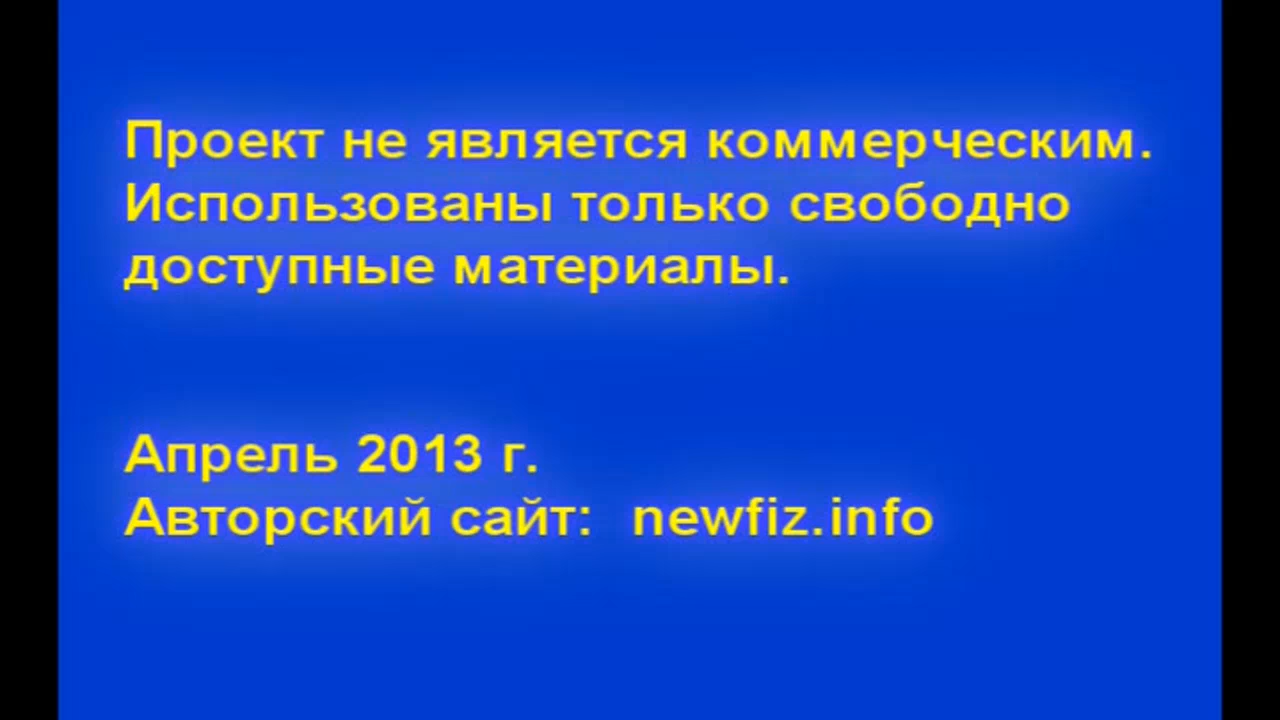 Проект не является коммерческим.
Использованы только свободно
доступные материалы.
Апрель 2013 г.
Авторский сайт: newfiz.info